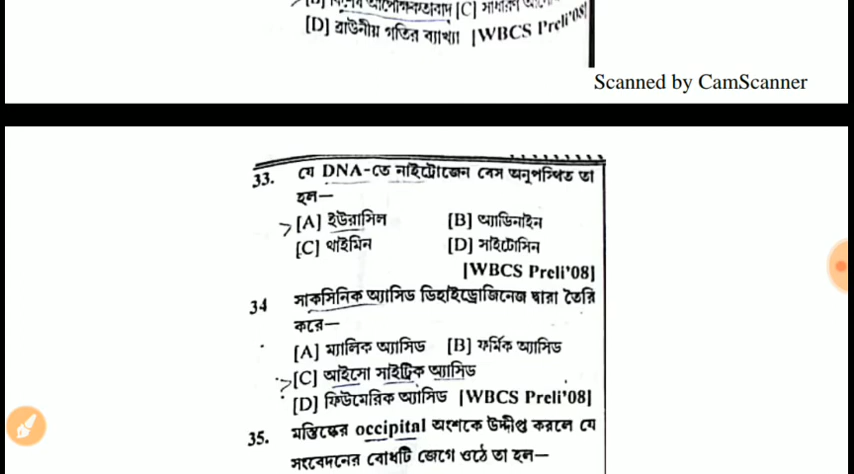 [C] সাধারণ
[D] ব্রাউনীয় গতির ব্যাখ্যা [WBCS Preli'08]
Scanned by CamScanner
33. যে DNA-তে নাইট্রোজেন বেস অনুপস্থিত তা
হল—
[A] ইউরাসিল [B] অ্যাডিনাইন
[C] থাইমিন [D] সাইটোসিন
[WBCS Preli'08]
34 সাকসিনিক অ্যাসিড ডিহাইড্রোজিনেজ দ্বারা তৈরি
করে—
[A] ম্যালিক অ্যাসিড [B] ফর্মিক অ্যাসিড
[C] আইসো সাইট্রিক অ্যাসিড
[D] ফিউমেরিক অ্যাসিড [WBCS Preli'08]
35. মস্তিষ্কের occipital অংশকে উদ্দীপ্ত করলে যে
সংবেদনের বোধটি জেগে ওঠে তা হল—